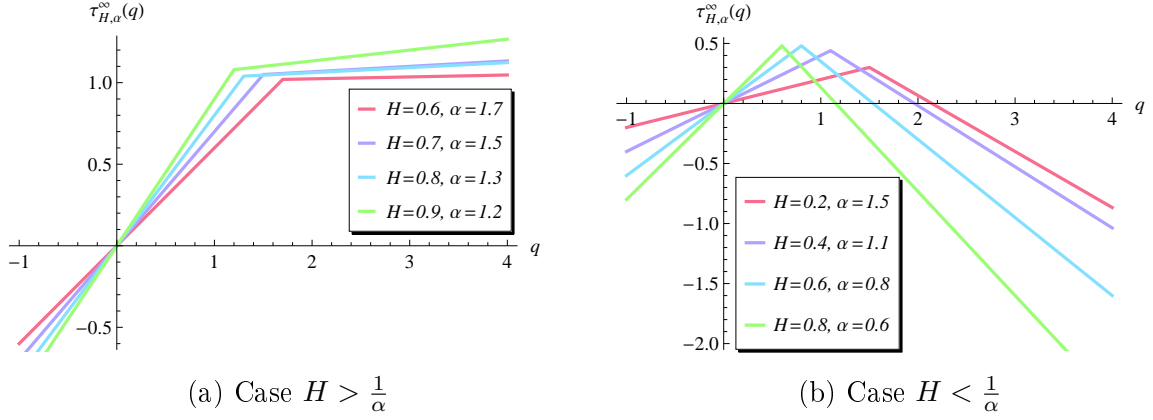 τ∞H,α(q)
1.0
0.5
−0.5
−1
1
2
3
4
q
H=0.6, α=1.7
H=0.7, α=1.5
H=0.8, α=1.3
H=0.9, α=1.2
(a) Case H > 1/α
τ∞H,α(q)
0.5
−1
1
2
3
4
q
−0.5
−1.0
−1.5
−2.0
H=0.2, α=1.5
H=0.4, α=1.1
H=0.6, α=0.8
H=0.8, α=0.6
(b) Case H < 1/α